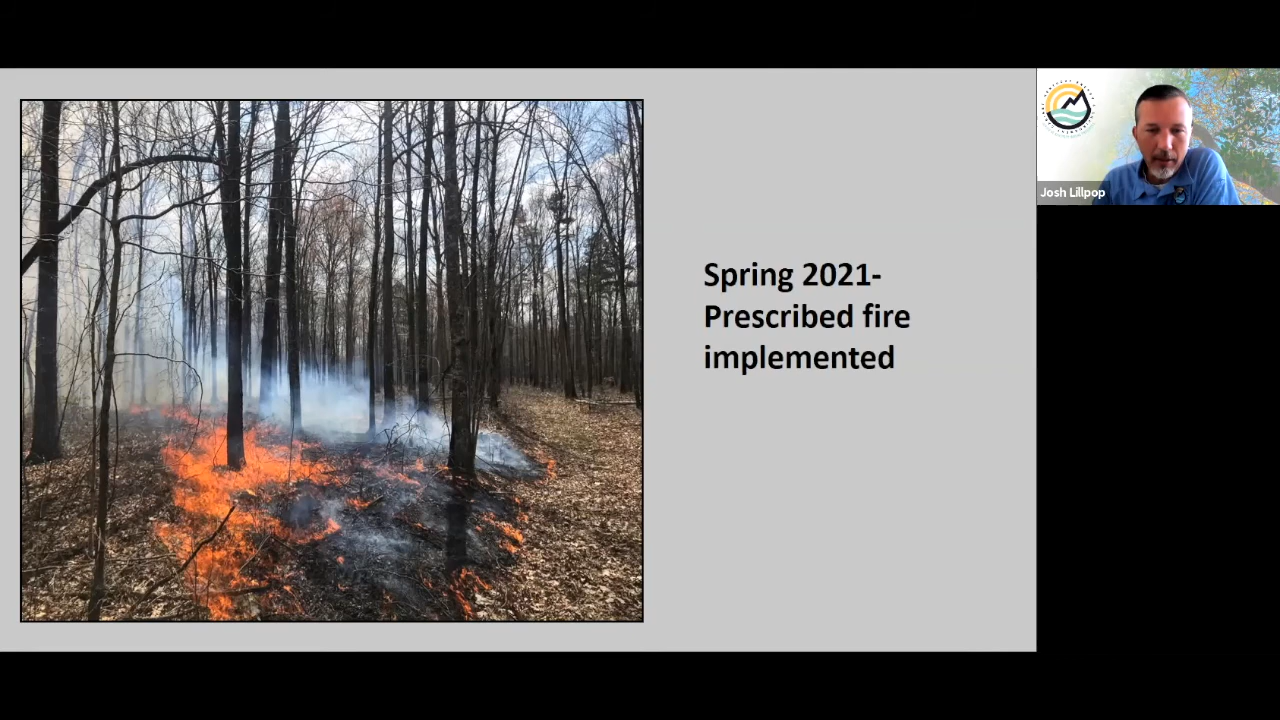 Spring 2021-
Prescribed fire
implemented
Josh Lillpop